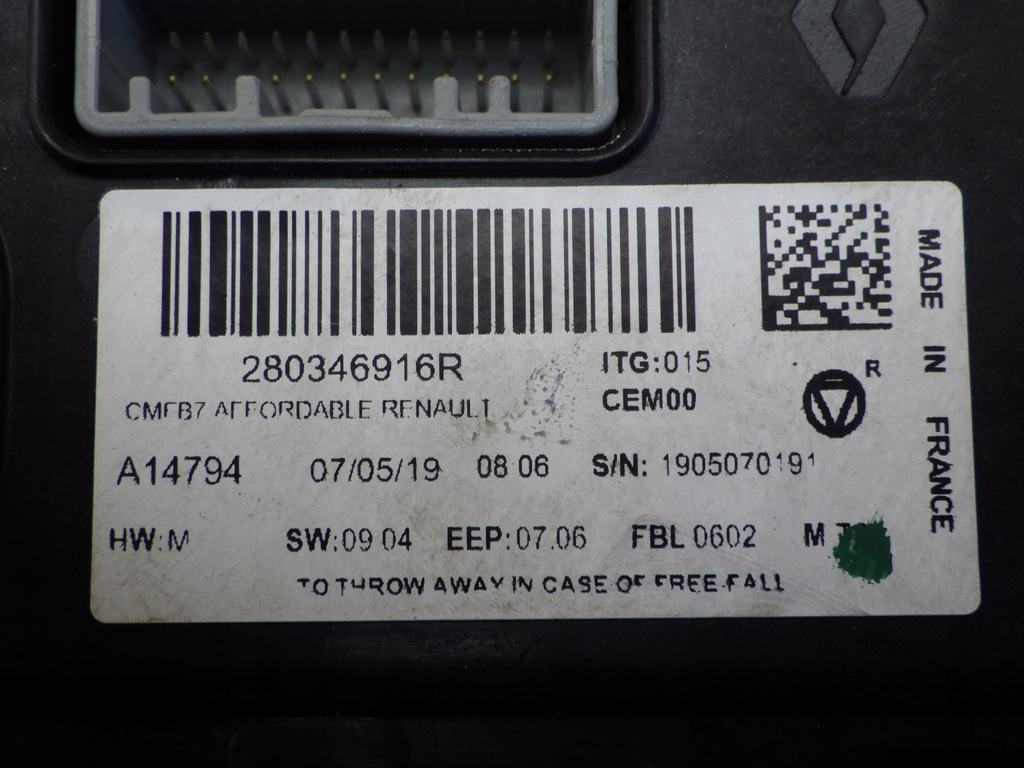 280346916R
ITG:015
CMFB7 AFFORDABLE RENAULT
CEM00
R
A14794 07/05/19 08 06 S/N: 1905070191
HW:M SW:09 04 EEP:07.06 FBL 0602 M
TO THROW AWAY IN CASE OF FREE-FALL
MADE IN FRANCE